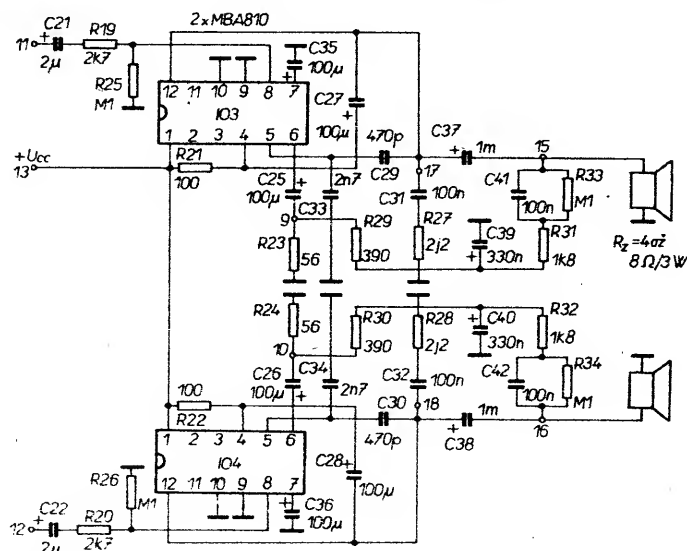 2xMBA810
C21
R19
11
2µ
2k7
R25
M1
C35
100µ
12 11 10 9 8 7
IO3
1 2 3 4 5 6
C27
100µ
+Ucc
13
R21
100
470p
C29
C37
1m
15
17
C25
100µ
C33
2n7
C31
100n
C41
100n
R33
M1
9
R23
56
R29
390
R27
2j2
C39
330n
R31
1k8
Rz=4až
8Ω/3W
R24
56
R30
390
R28
2j2
C40
330n
R32
1k8
10
C26
100µ
C34
2n7
C32
100n
C42
100n
R34
M1
100
R22
18
C30
470p
1m
C38
16
1 2 3 4 5 6
IO4
12 11 10 9 8 7
C28
100µ
R26
M1
C36
100µ
C22
R20
12
2µ
2k7